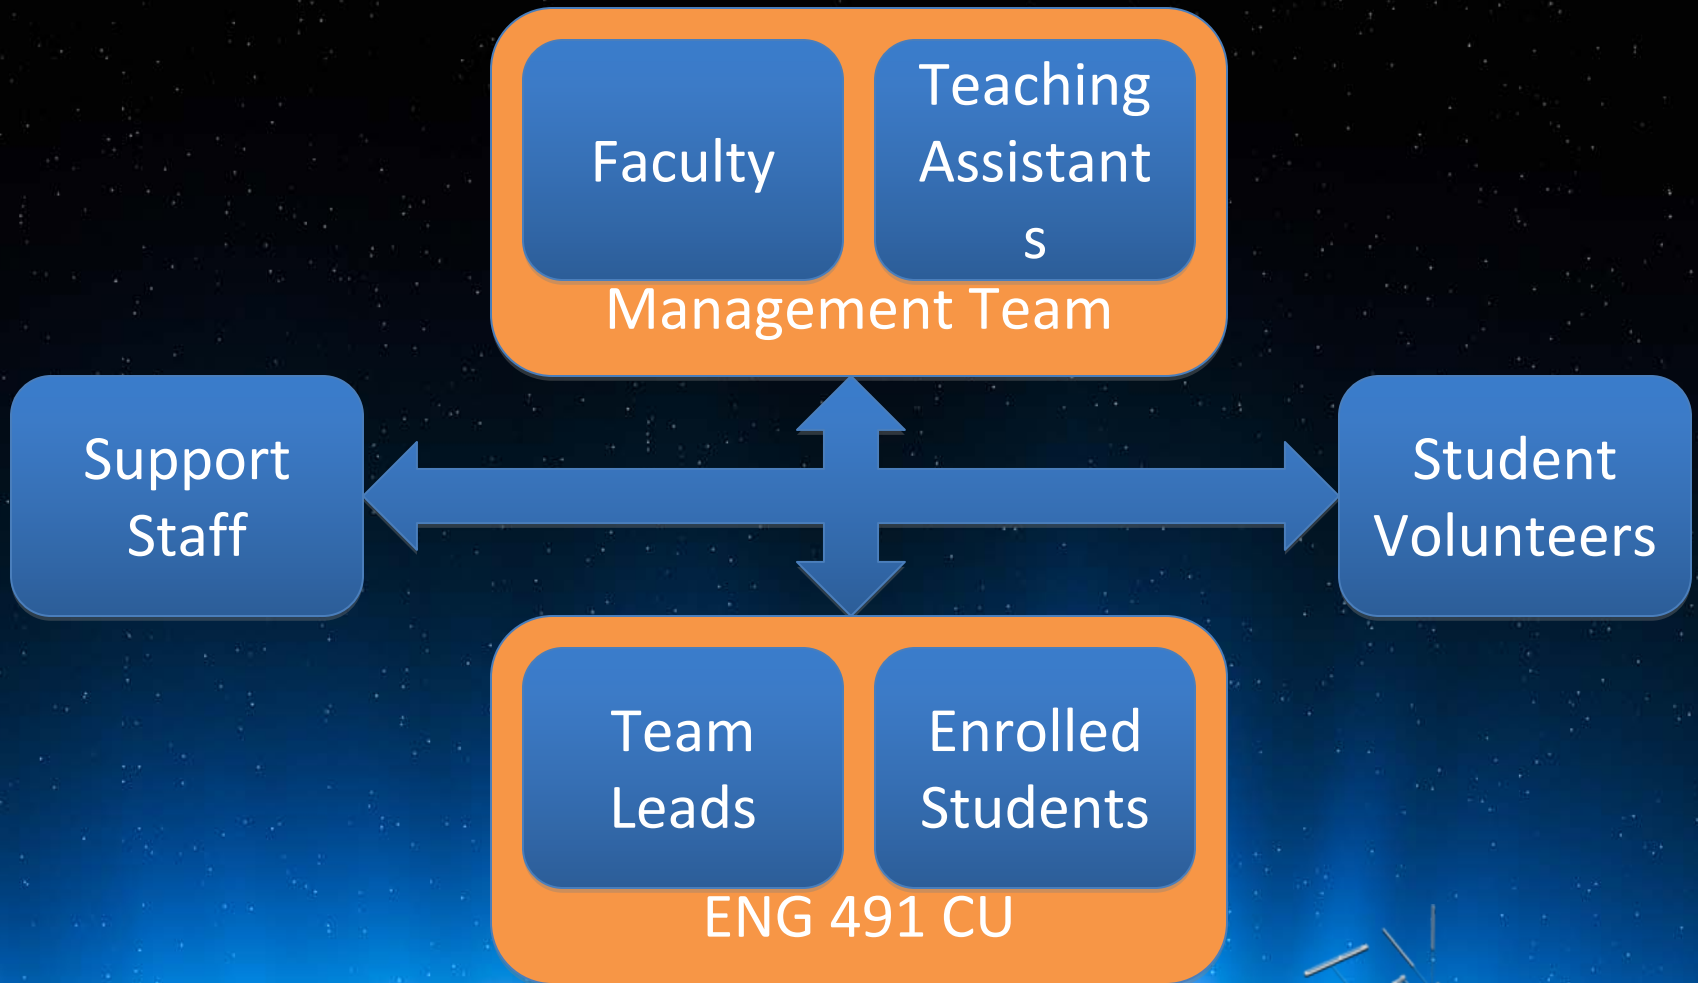 Faculty
Teaching
Assistant
s
Management Team
Support
Staff
Student
Volunteers
Team
Leads
Enrolled
Students
ENG 491 CU